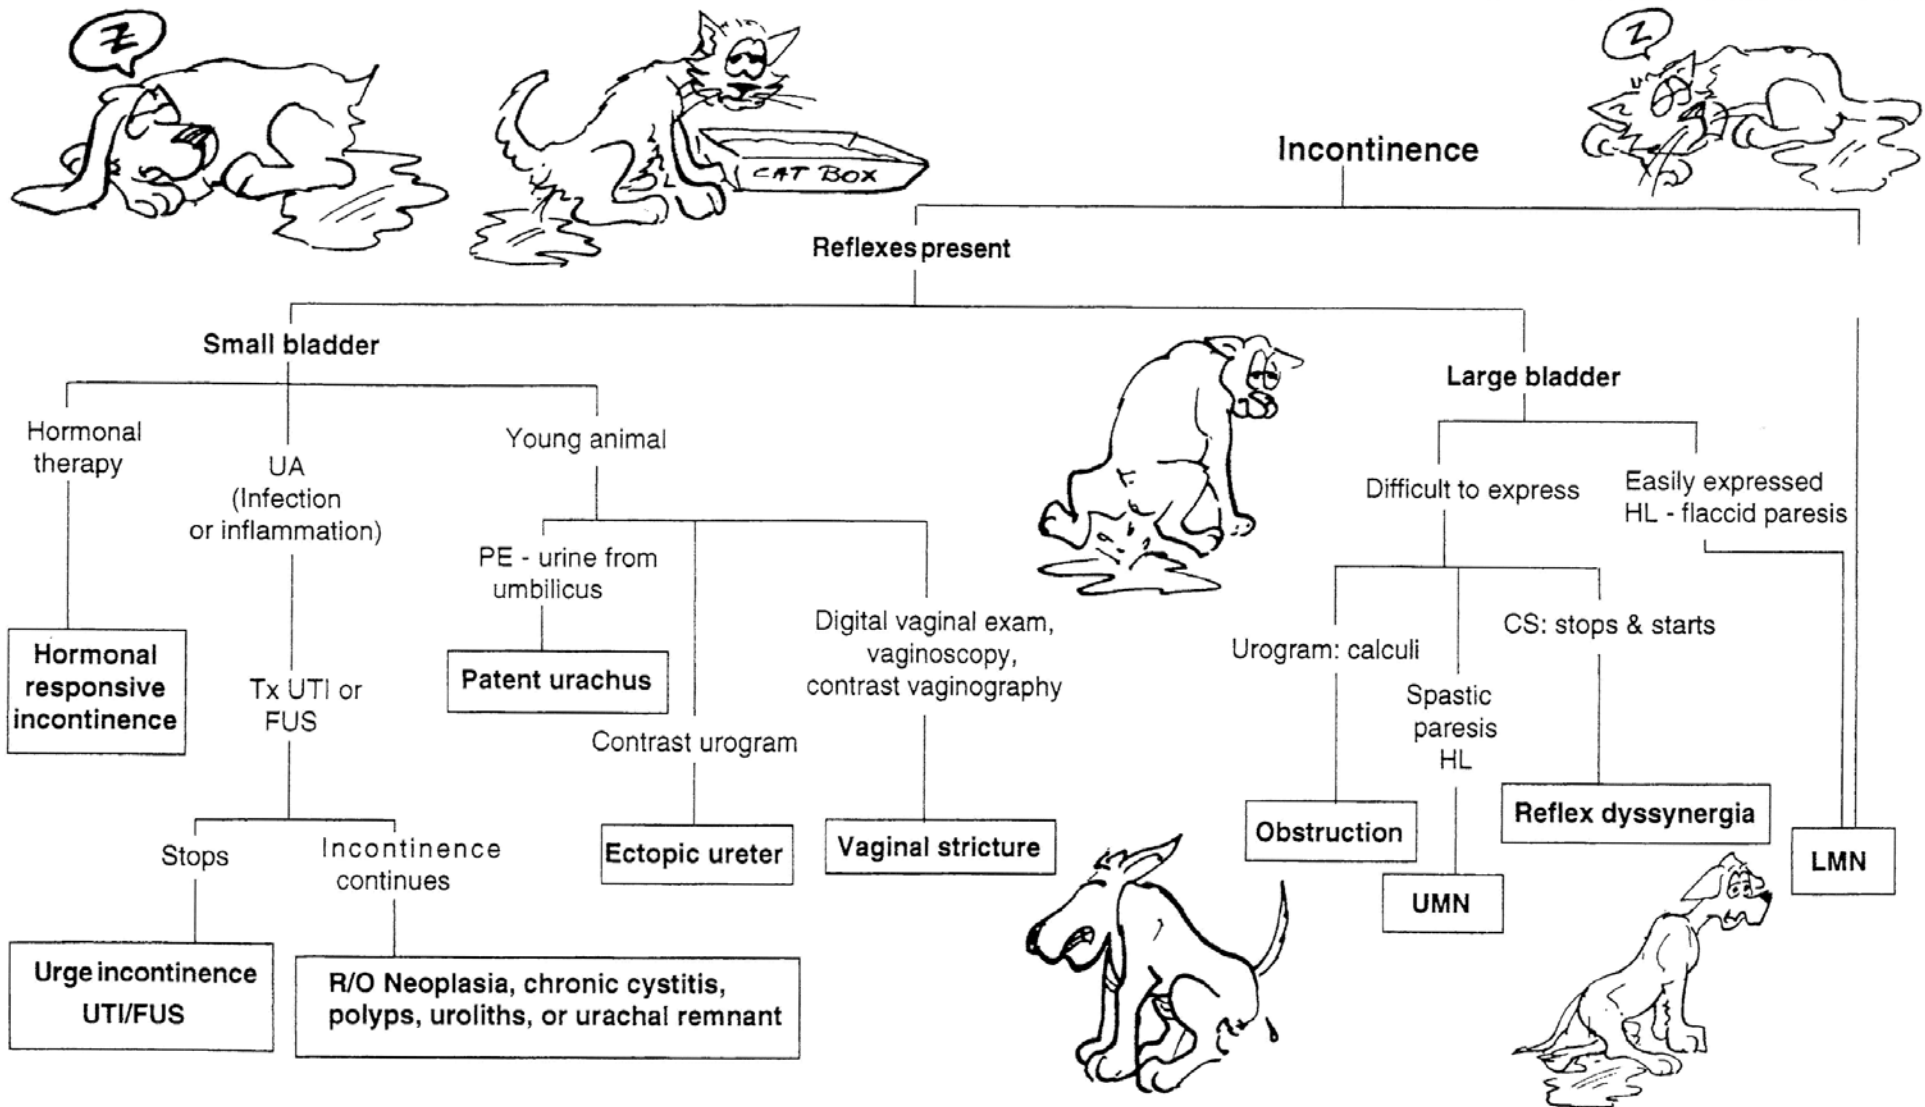 Z
CAT BOX
Z
Incontinence
Reflexes present
Small bladder
Large bladder
Hormonal
therapy
UA
(Infection
or inflammation)
Young animal
Difficult to express
Easily expressed
HL - flaccid paresis
PE - urine from
umbilicus
Digital vaginal exam,
vaginoscopy,
contrast vaginography
Urogram: calculi
CS: stops & starts
Hormonal
responsive
incontinence
Tx UTI or
FUS
Patent urachus
Contrast urogram
Spastic
paresis
HL
Stops
Incontinence
continues
Ectopic ureter
Vaginal stricture
Obstruction
UMN
Reflex dyssynergia
LMN
Urge incontinence
UTI/FUS
R/O Neoplasia, chronic cystitis,
polyps, uroliths, or urachal remnant